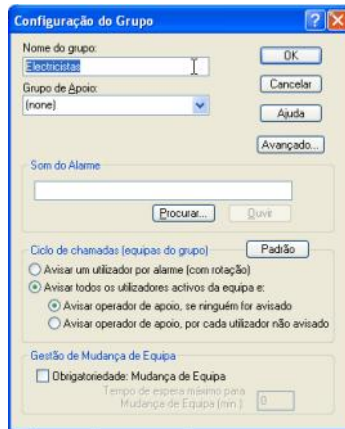 Configuração do Grupo
Nome do grupo:
Electricistas
OK
Grupo de Apoio:
(none)
Cancelar
Ajuda
Avançado...
Som do Alarme
Procurar...
Ouvir
Ciclo de chamadas (equipas do grupo)
Padrão
Avisar um utilizador por alarme (com rotação)
Avisar todos os utilizadores activos da equipa e:
Avisar operador de apoio, se ninguém for avisado
Avisar operador de apoio, por cada utilizador não avisado
Gestão de Mudança de Equipa
Obrigatoriedade: Mudança de Equipa
Tempo de espera máximo para
Mudança de Equipa (min.):
0